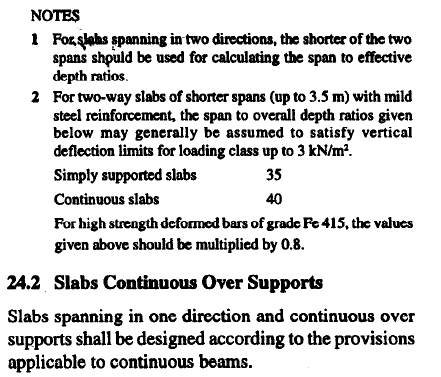 NOTES
1 For slabs spanning in two directions, the shorter of the two
spans should be used for calculating the span to effective
depth ratios.
2 For two-way slabs of shorter spans (up to 3.5 m) with mild
steel reinforcement, the span to overall depth ratios given
below may generally be assumed to satisfy vertical
deflection limits for loading class up to 3 kN/m².
Simply supported slabs 35
Continuous slabs 40
For high strength deformed bars of grade Fe 415, the values
given above should be multiplied by 0.8.
24.2 Slabs Continuous Over Supports
Slabs spanning in one direction and continuous over
supports shall be designed according to the provisions
applicable to continuous beams.